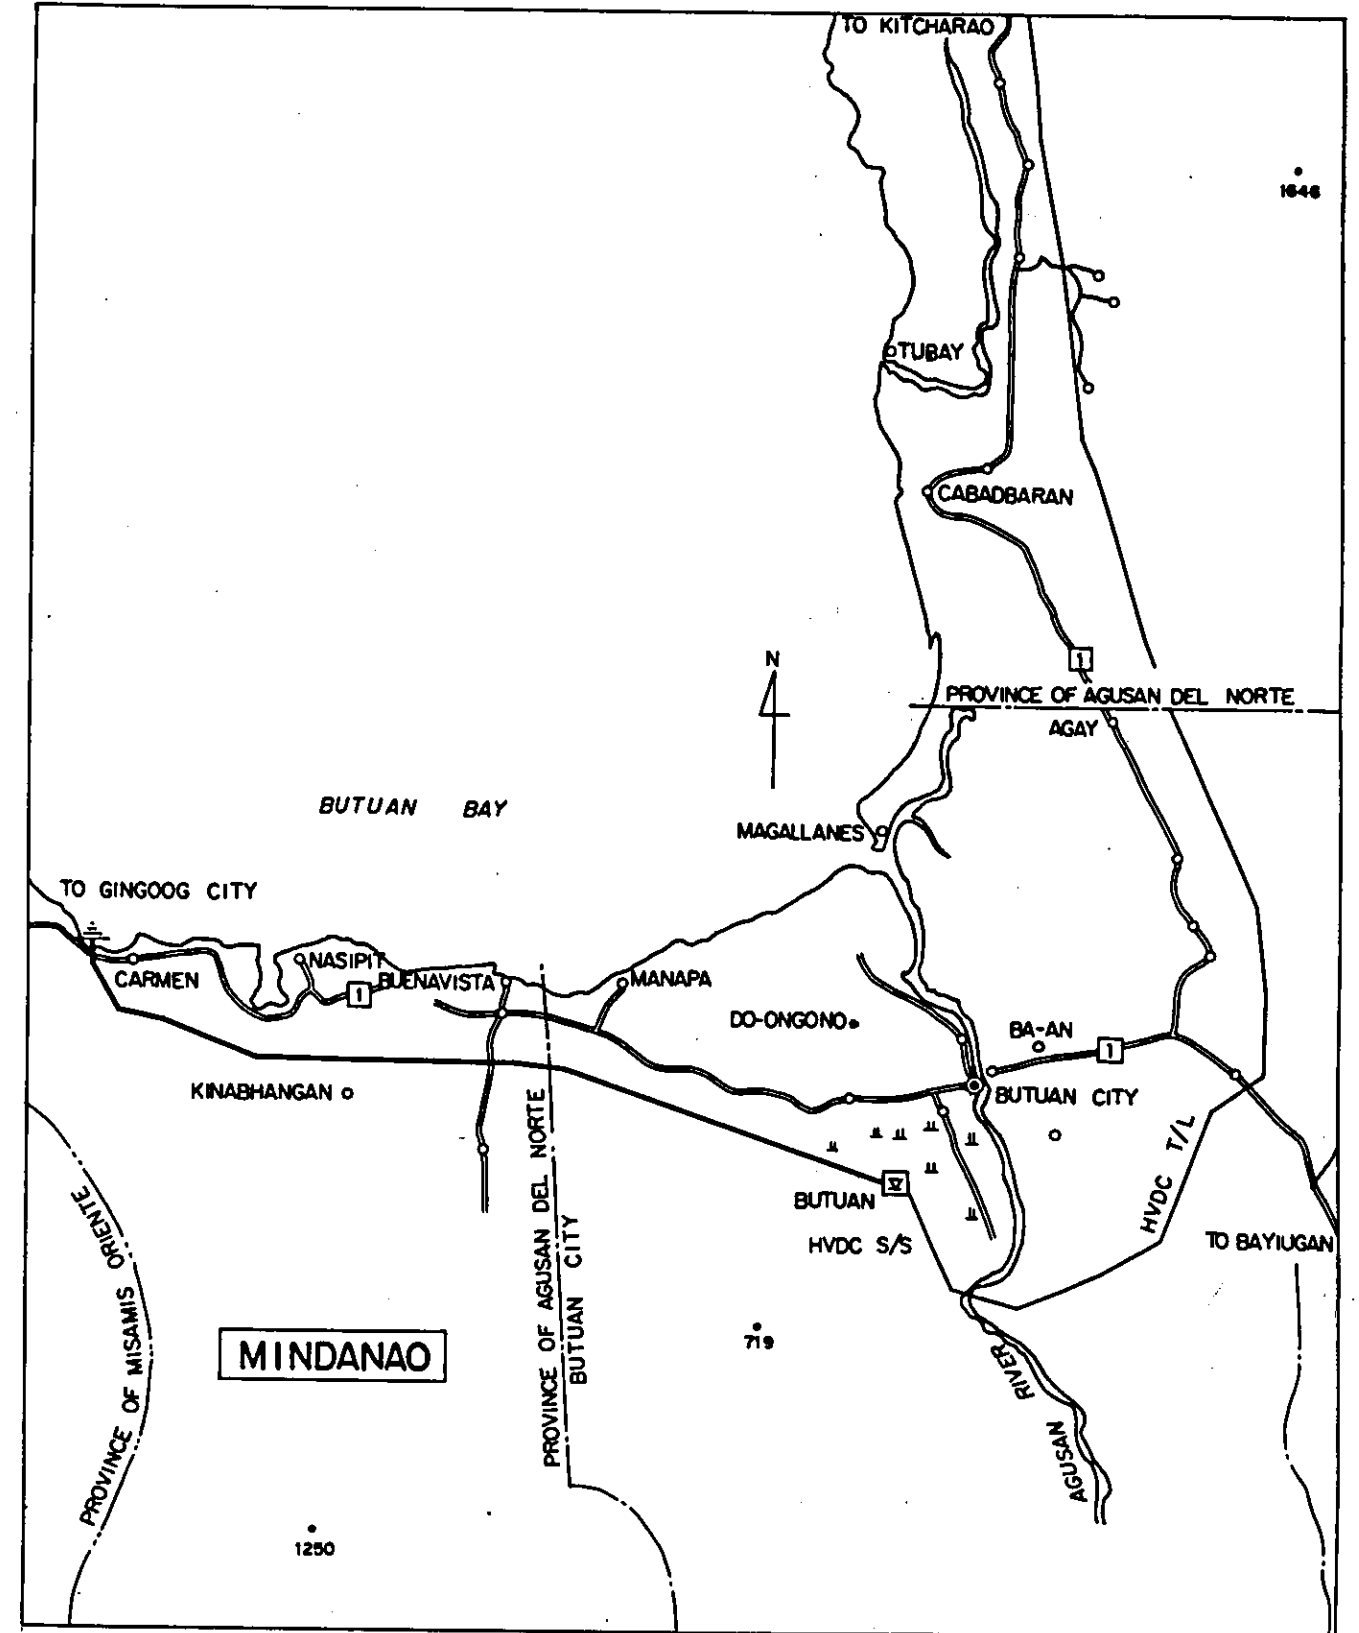 TO KITCHARAO
1646
TUBAY
CABADBARAN
1
N
PROVINCE OF AGUSAN DEL NORTE
AGAY
BUTUAN BAY
MAGALLANES
TO GINGOOG CITY
NASIPIT
CARMEN
1
BUENAVISTA
MANAPA
DO-ONGONO
BA-AN
1
KINABHANGAN
BUTUAN CITY
HVDC T/L
BUTUAN
HVDC S/S
TO BAYIUGAN
PROVINCE OF MISAMIS ORIENTE
PROVINCE OF AGUSAN DEL NORTE
BUTUAN CITY
MINDANAO
719
AGUSAN RIVER
1250